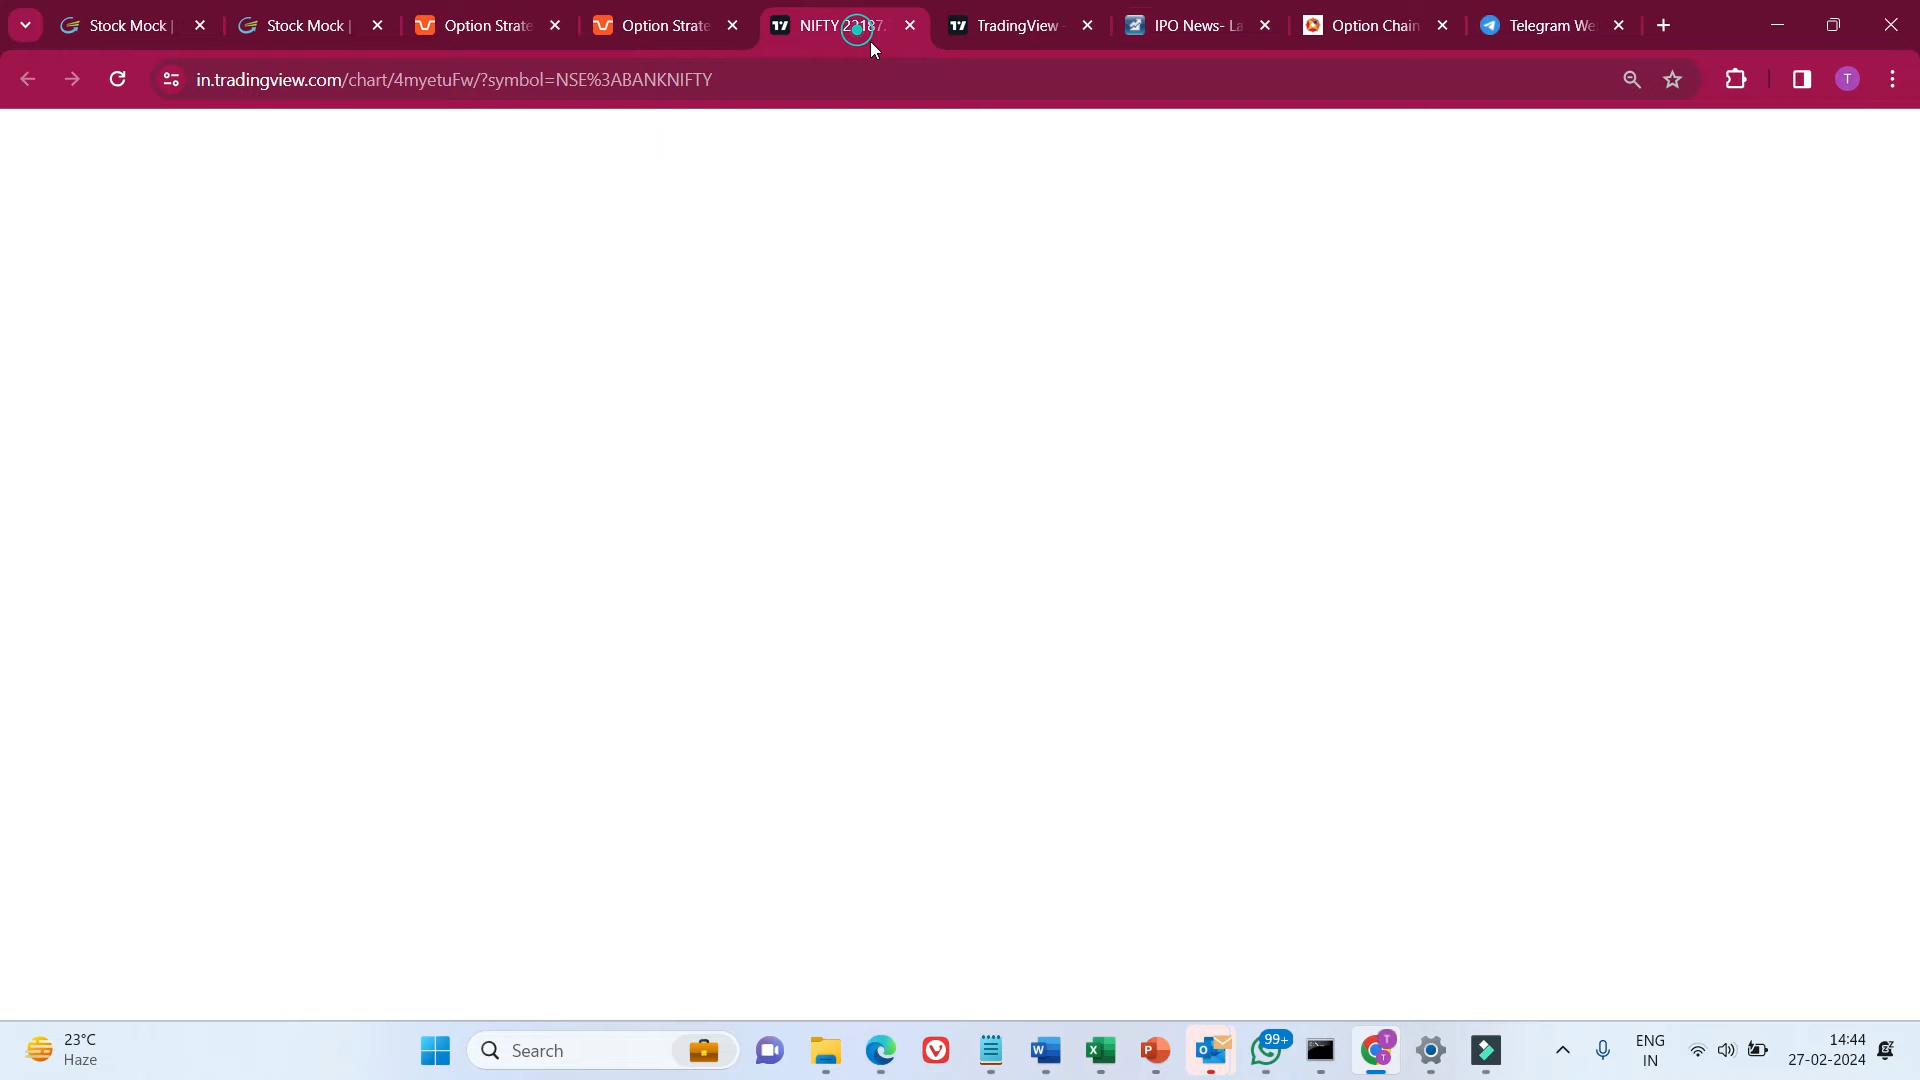 Stock Mock |
Stock Mock |
Option Strate
Option Strate
NIFTY 22187.
TradingView -
IPO News- La
Option Chain
Telegram We
in.tradingview.com/chart/4myetuFw/?symbol=NSE%3ABANKNIFTY
T
23°C
Haze
Search
99+
T
ENG
IN
14:44
27-02-2024